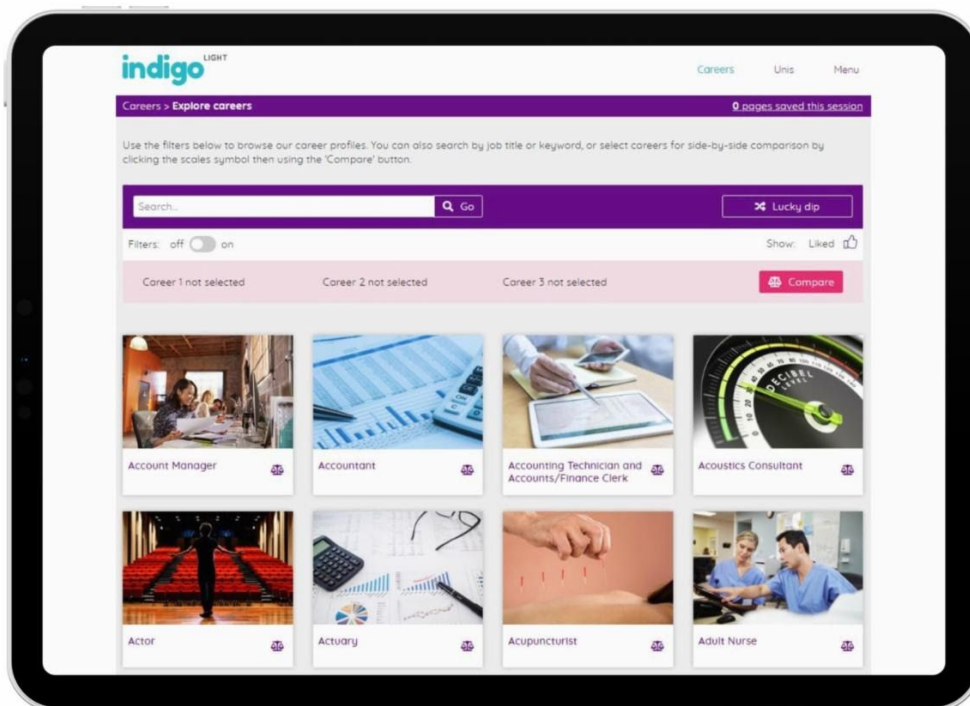 indigo LIGHT
Careers Unis Menu
Careers > Explore careers 0 pages saved this session
Use the filters below to browse our career profiles. You can also search by job title or keyword, or select careers for side-by-side comparison by
clicking the scales symbol then using the 'Compare' button.
Search... Go Lucky dip
Filters: off on Show: Liked
Career 1 not selected Career 2 not selected Career 3 not selected Compare
DECIBEL
LEVEL
Account Manager
Accountant
Accounting Technician and
Accounts/Finance Clerk
Acoustics Consultant
Actor
Actuary
Acupuncturist
Adult Nurse